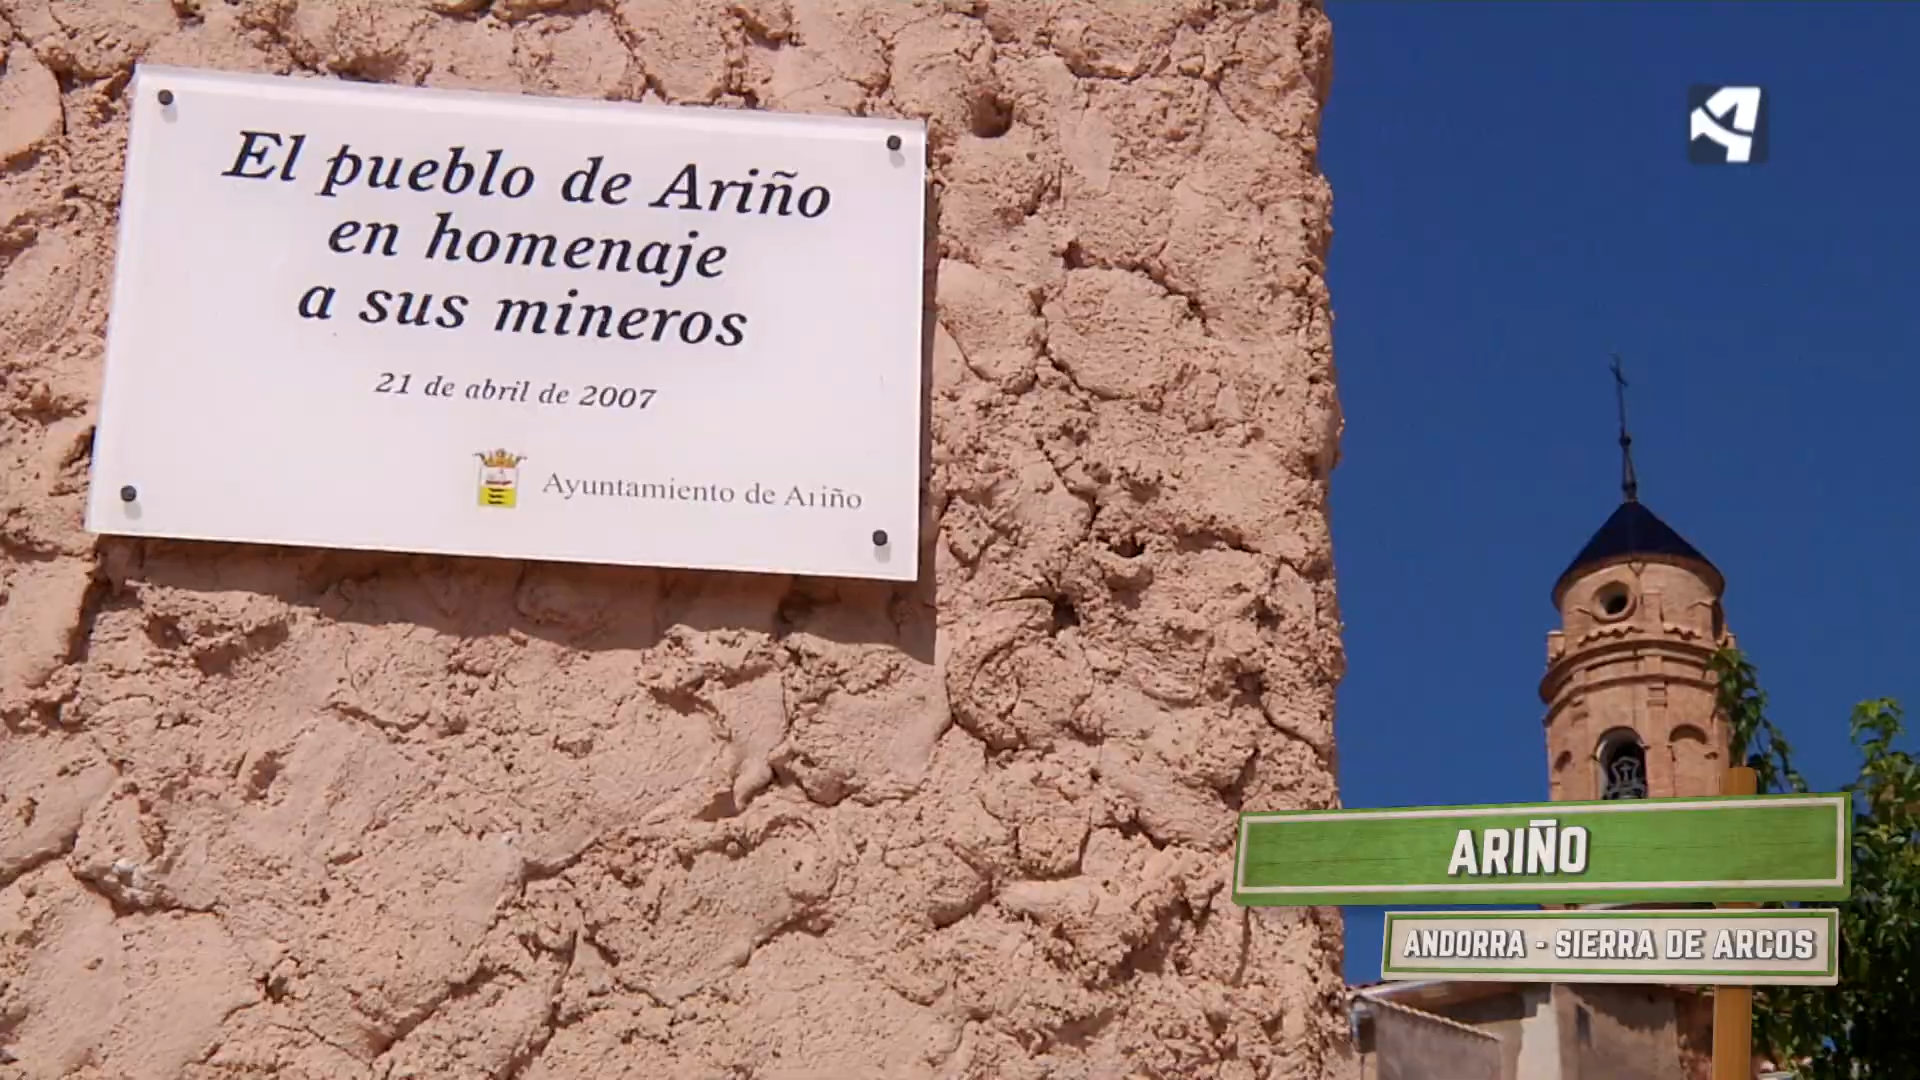 El pueblo de Ariño
en homenaje
a sus mineros
21 de abril de 2007
Ayuntamiento de Ariño
ARIÑO
ANDORRA - SIERRA DE ARCOS